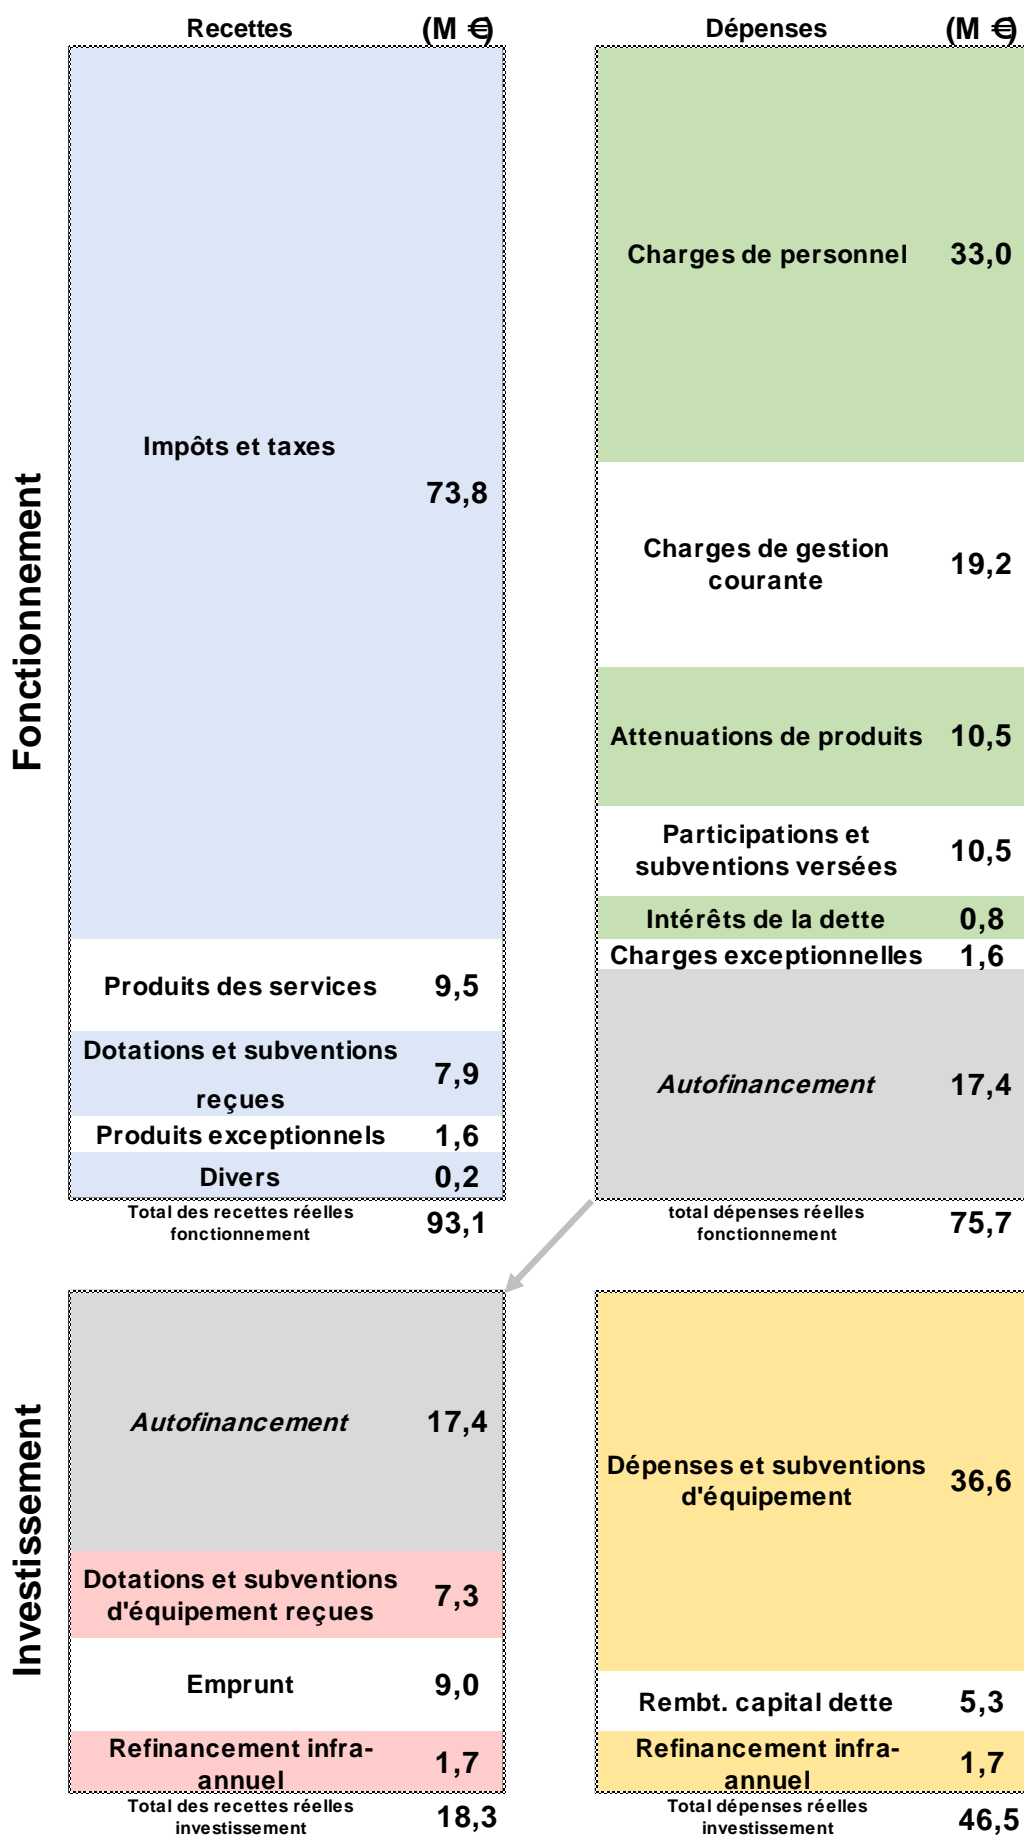 Recettes (M €)
Fonctionnement
Impôts et taxes
73,8
Produits des services 9,5
Dotations et subventions
reçues
7,9
Produits exceptionnels 1,6
Divers 0,2
Total des recettes réelles
fonctionnement
93,1
Dépenses (M €)
Charges de personnel 33,0
Charges de gestion
courante
19,2
Attenuations de produits 10,5
Participations et
subventions versées
10,5
Intérêts de la dette 0,8
Charges exceptionnelles 1,6
Autofinancement 17,4
total dépenses réelles
fonctionnement
75,7
Investissement
Autofinancement 17,4
Dotations et subventions
d'équipement reçues
7,3
Emprunt 9,0
Refinancement infra-
annuel
1,7
Total des recettes réelles
investissement
18,3
Dépenses et subventions
d'équipement
36,6
Rembt. capital dette 5,3
Refinancement infra-
annuel
1,7
Total dépenses réelles
investissement
46,5